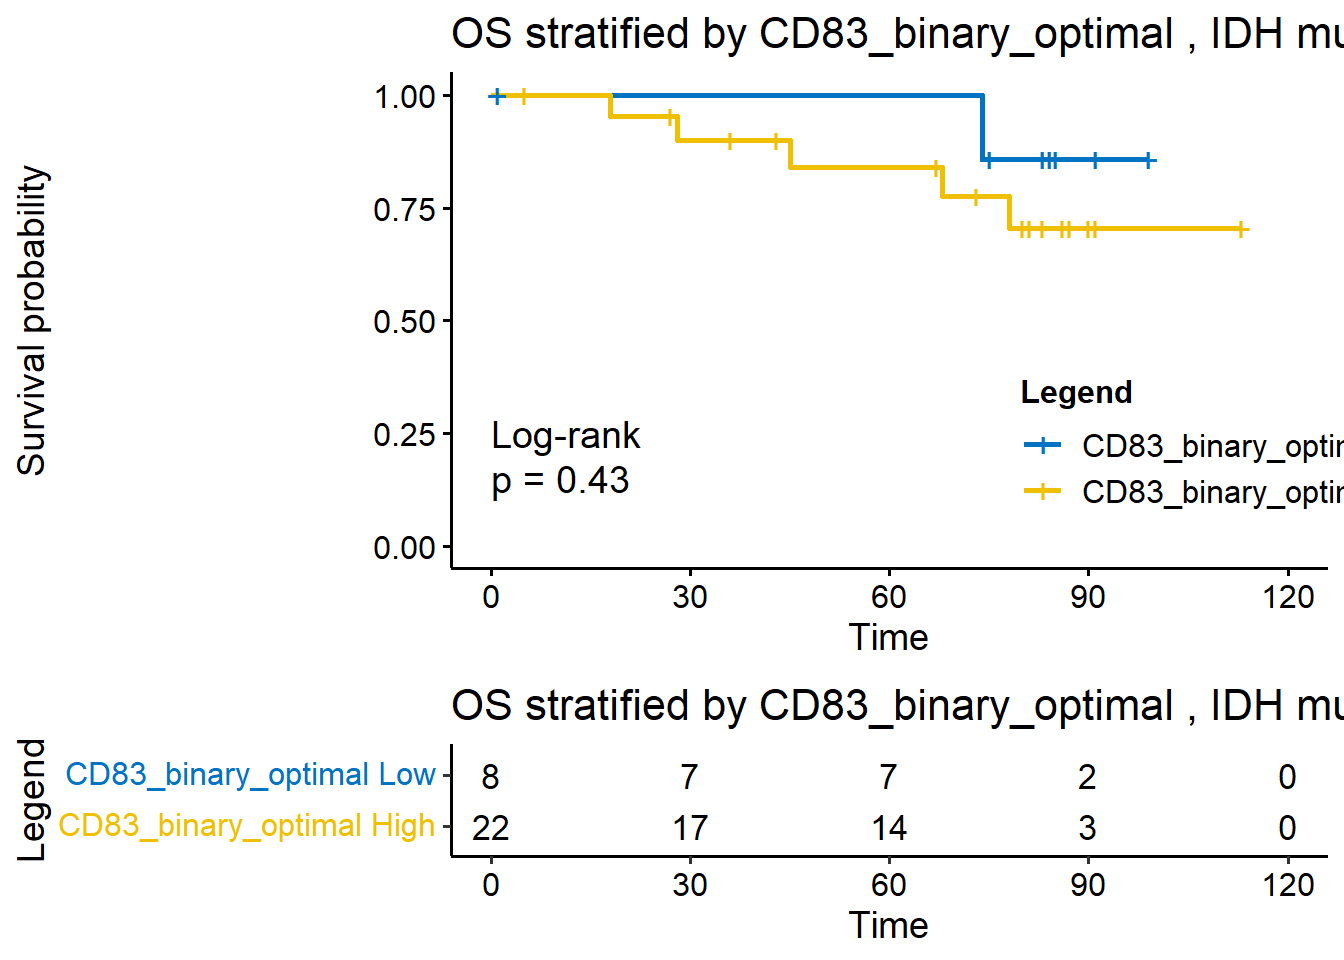 OS stratified by CD83_binary_optimal , IDH mu
Survival probability
1.00
0.75
0.50
0.25
0.00
Log-rank
p = 0.43
Legend
CD83_binary_optim
CD83_binary_optim
0 30 60 90 120
Time
OS stratified by CD83_binary_optimal , IDH mu
Legend
CD83_binary_optimal Low 8 7 7 2 0
CD83_binary_optimal High 22 17 14 3 0
0 30 60 90 120
Time